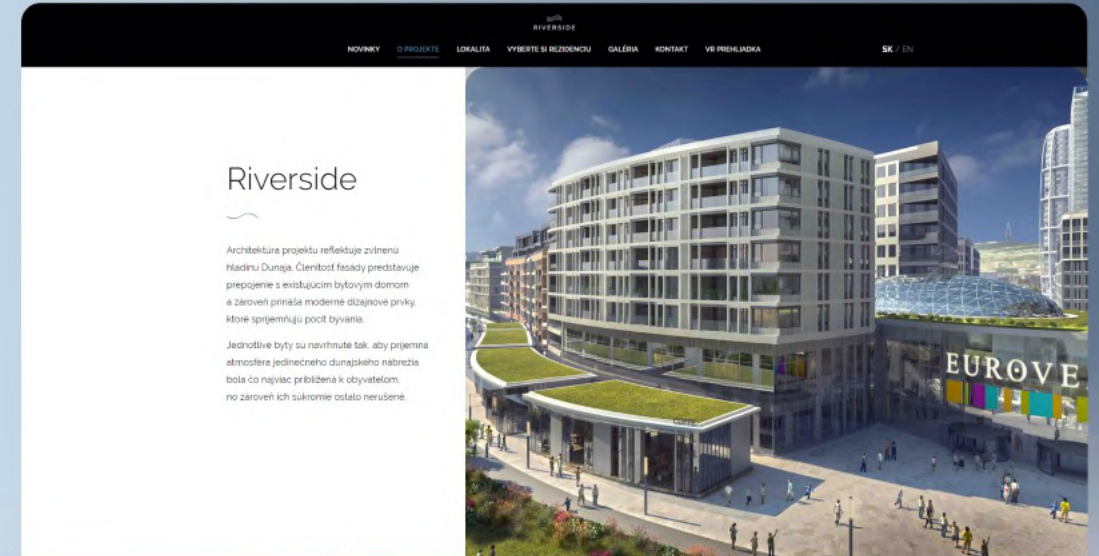 RIVERSIDE
NOVINKY O PROJEKTE LOKALITA VYBERTE SI REZIDENCIU GALÉRIA KONTAKT VR PREHLIADKA SK / EN
Riverside
Architektúra projektu reflektuje zvlnenú
hladinu Dunaja. Členitosť fasády predstavuje
prepojenie s existujúcim bytovým domom
a zároveň prináša moderné dizajnové prvky,
ktoré spríjemňujú pocit bývania.
Jednotlivé byty sú navrhnuté tak, aby príjemná
atmosféra jedinečného dunajského nábrežia
bola čo najviac priblížená k obyvateľom,
no zároveň ich súkromie ostalo nerušené.
EUROVE